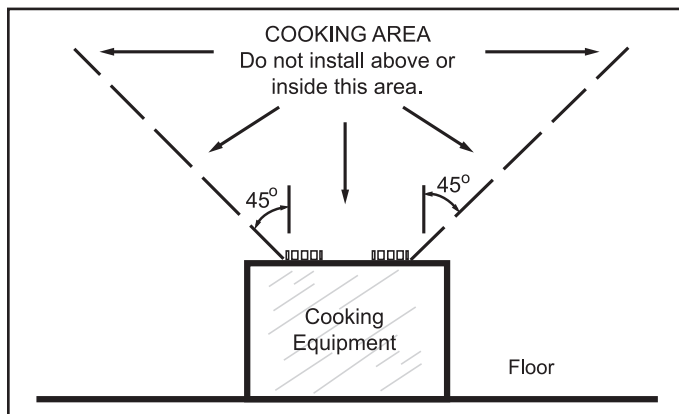 COOKING AREA
Do not install above or
inside this area.
45°
45°
Cooking
Equipment
Floor